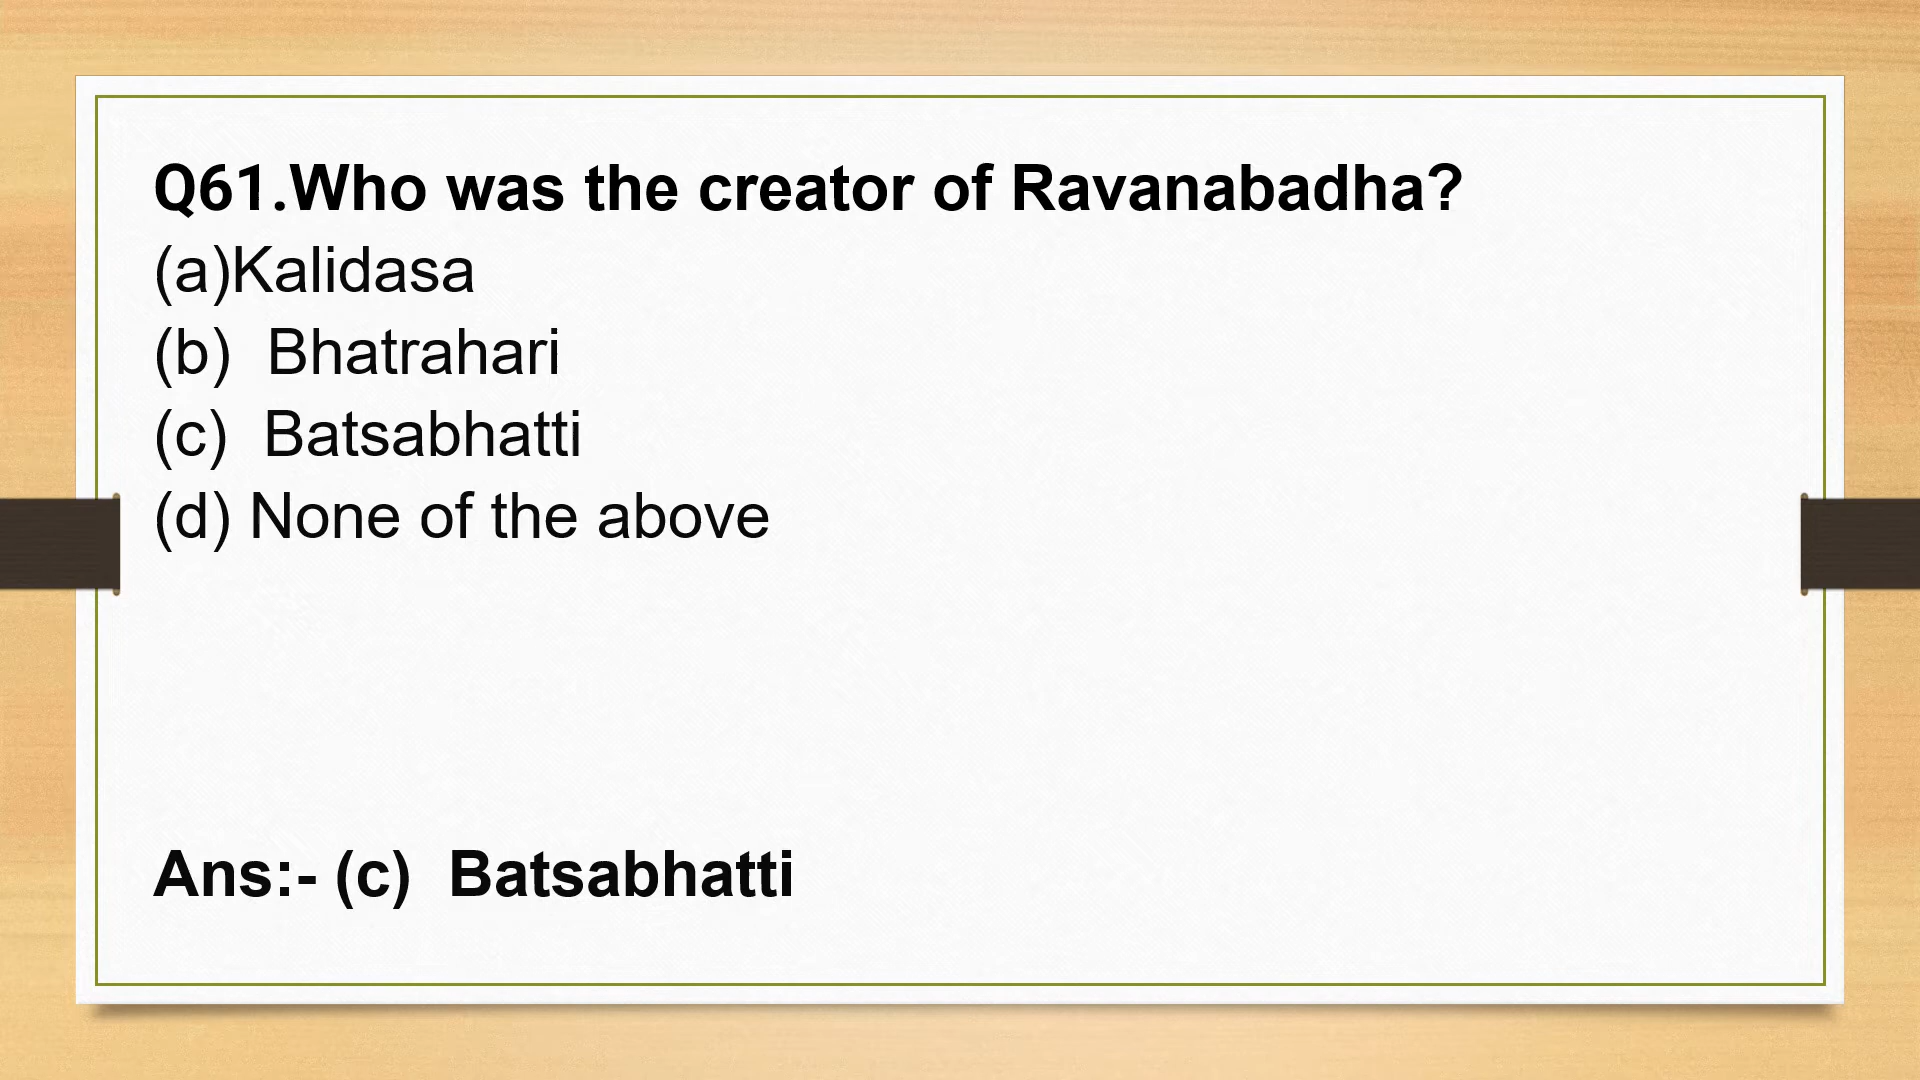 Q61.Who was the creator of Ravanabadha?
(a)Kalidasa
(b)  Bhatrahari
(c)  Batsabhatti
(d) None of the above
Ans:- (c)  Batsabhatti